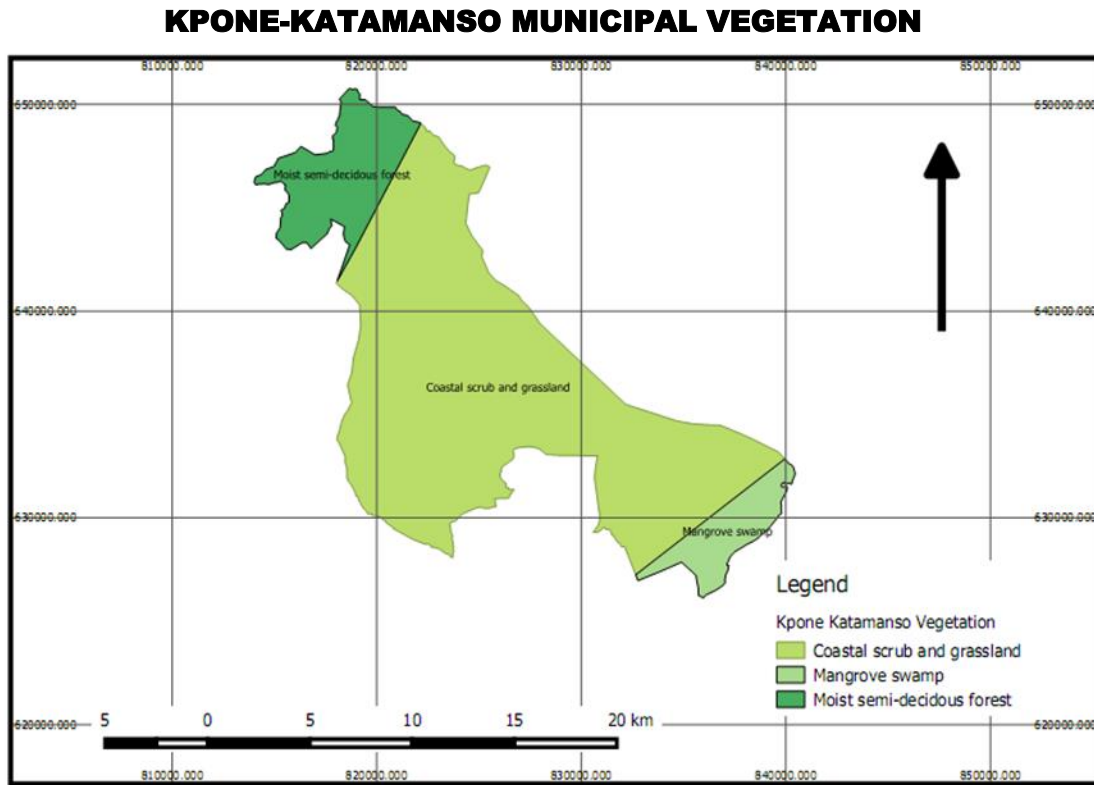 KPONE-KATAMANSO MUNICIPAL VEGETATION
810000.000 820000.000 830000.000 840000.000 850000.000
650000.000 650000.000
Moist semi-decidous forest
640000.000 640000.000
Coastal scrub and grassland
630000.000 630000.000
Mangrove swamp
Legend
Kpone Katamanso Vegetation
Coastal scrub and grassland
Mangrove swamp
Moist semi-decidous forest
5 0 5 10 15 20 km
620000.000 620000.000
810000.000 820000.000 830000.000 840000.000 850000.000